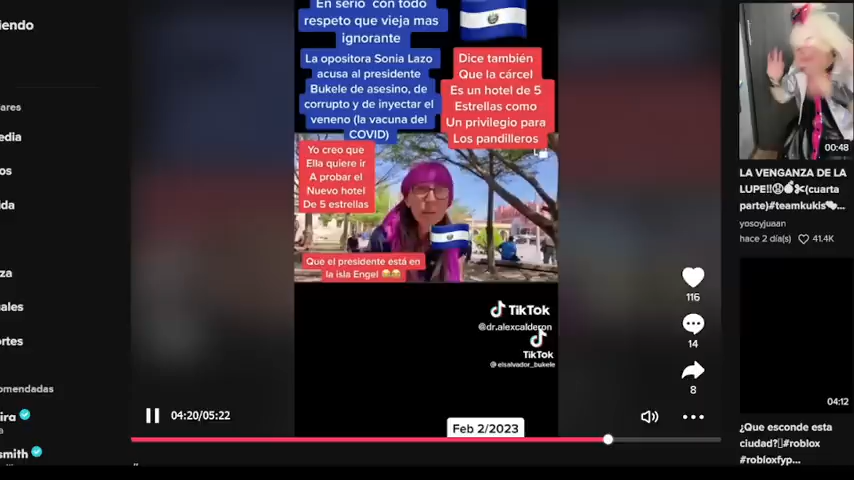 iendo
ares
edia
os
da
za
ales
rtes
omendadas
ira
a
smith
En serio con todo
respeto que vieja mas
ignorante
La opositora Sonia Lazo
acusa al presidente
Bukele de asesino, de
corrupto y de inyectar el
veneno (la vacuna del
COVID)
Dice también
Que la cárcel
Es un hotel de 5
Estrellas como
Un privilegio para
Los pandilleros
Yo creo que
Ella quiere ir
A probar el
Nuevo hotel
De 5 estrellas
Que el presidente está en
la isla Engel 😂😂
TikTok
@dr.alexcalderon
TikTok
@elsalvador_bukele
116
14
8
04:20/05:22
Feb 2/2023
00:48
LA VENGANZA DE LA
LUPE!!😧💣✂(cuarta
parte)#teamkukis🐄...
yosoyjuaan
hace 2 día(s) 41.4K
04:12
¿Que esconde esta
ciudad?▯#roblox
#robloxfyp...